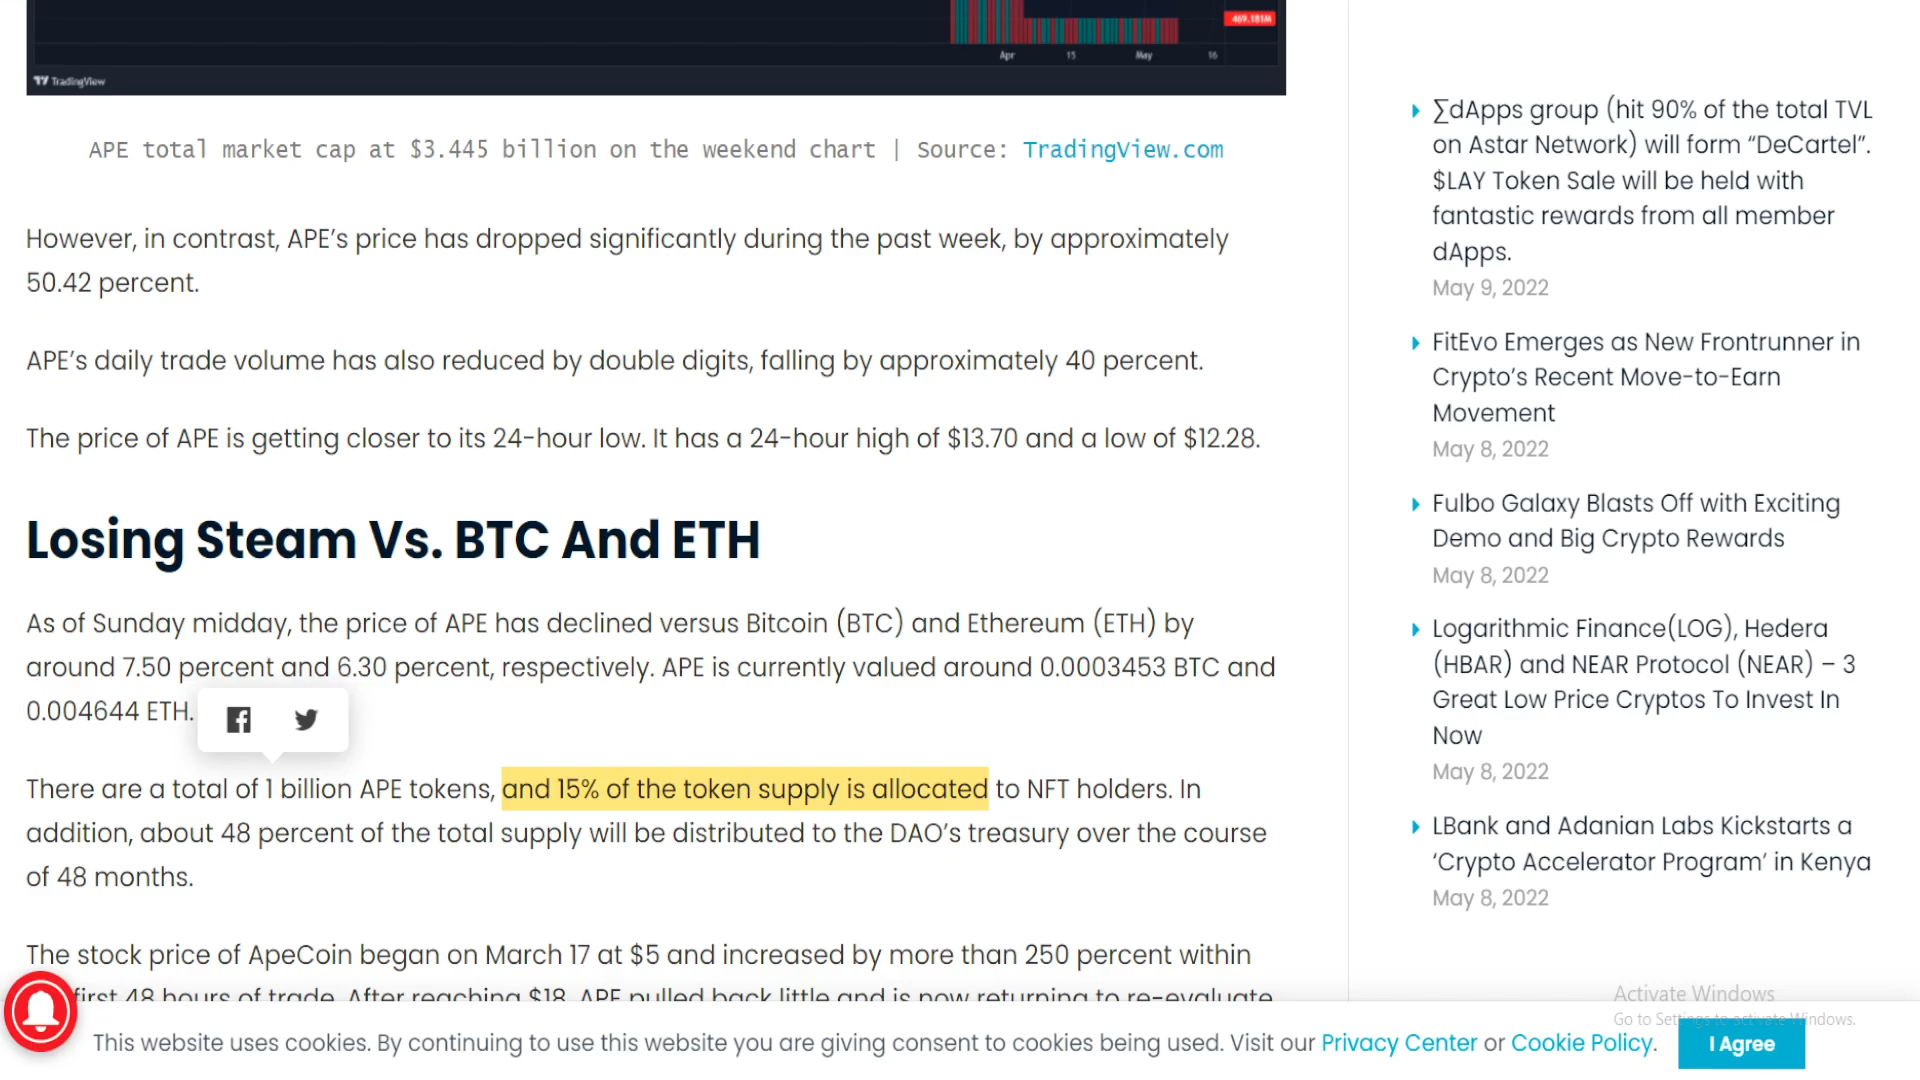 469.181M
Apr 15 May 16
TradingView
APE total market cap at $3.445 billion on the weekend chart | Source: TradingView.com
However, in contrast, APE’s price has dropped significantly during the past week, by approximately
50.42 percent.
APE’s daily trade volume has also reduced by double digits, falling by approximately 40 percent.
The price of APE is getting closer to its 24-hour low. It has a 24-hour high of $13.70 and a low of $12.28.
Losing Steam Vs. BTC And ETH
As of Sunday midday, the price of APE has declined versus Bitcoin (BTC) and Ethereum (ETH) by
around 7.50 percent and 6.30 percent, respectively. APE is currently valued around 0.0003453 BTC and
0.004644 ETH.
There are a total of 1 billion APE tokens, and 15% of the token supply is allocated to NFT holders. In
addition, about 48 percent of the total supply will be distributed to the DAO’s treasury over the course
of 48 months.
The stock price of ApeCoin began on March 17 at $5 and increased by more than 250 percent within
first 48 hours of trade. After reaching $18, APE pulled back little and is now returning to re-evaluate
∑dApps group (hit 90% of the total TVL
on Astar Network) will form “DeCartel”.
$LAY Token Sale will be held with
fantastic rewards from all member
dApps.
May 9, 2022
FitEvo Emerges as New Frontrunner in
Crypto’s Recent Move-to-Earn
Movement
May 8, 2022
Fulbo Galaxy Blasts Off with Exciting
Demo and Big Crypto Rewards
May 8, 2022
Logarithmic Finance(LOG), Hedera
(HBAR) and NEAR Protocol (NEAR) – 3
Great Low Price Cryptos To Invest In
Now
May 8, 2022
LBank and Adanian Labs Kickstarts a
‘Crypto Accelerator Program’ in Kenya
May 8, 2022
Activate Windows
Go to Settings to activate Windows.
This website uses cookies. By continuing to use this website you are giving consent to cookies being used. Visit our Privacy Center or Cookie Policy.
I Agree